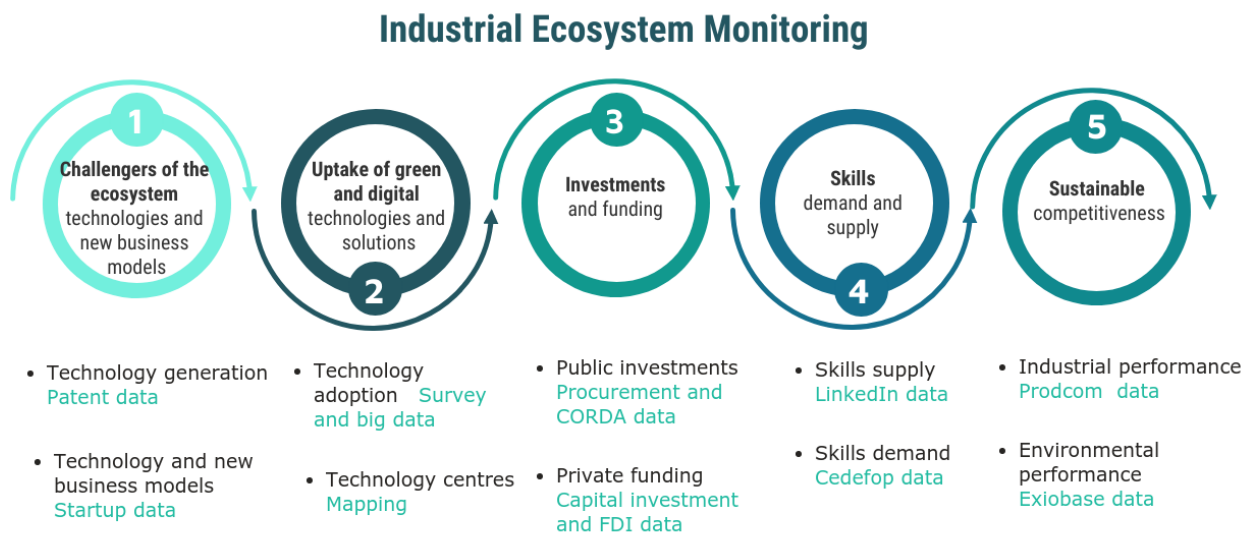 Industrial Ecosystem Monitoring
1
Challengers of the
ecosystem
technologies and
new business
models
2
Uptake of green
and digital
technologies and
solutions
3
Investments
and funding
4
Skills
demand and
supply
5
Sustainable
competitiveness
• Technology generation
Patent data
• Technology and new
business models
Startup data
• Technology
adoption Survey
and big data
• Technology centres
Mapping
• Public investments
Procurement and
CORDA data
• Private funding
Capital investment
and FDI data
• Skills supply
LinkedIn data
• Skills demand
Cedefop data
• Industrial performance
Prodcom data
• Environmental
performance
Exiobase data